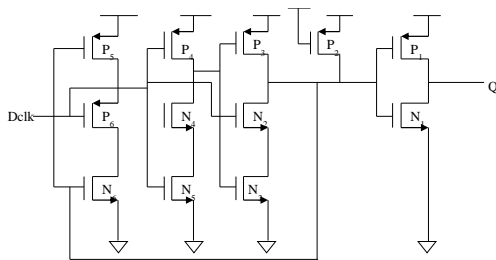 P₅ P₄ P₃ P₂ P₁
Q
Dclk P₆ N₄ N₂ N₁
N₆ N₅